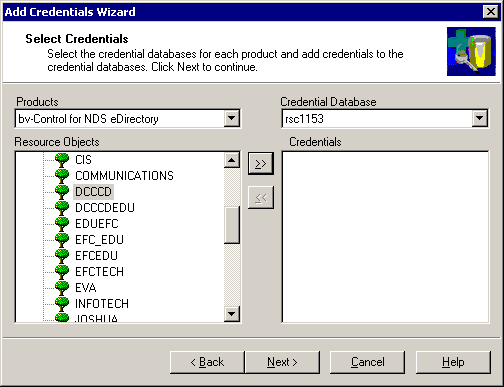 Add Credentials Wizard
Select Credentials
Select the credential databases for each product and add credentials to the
credential databases. Click Next to continue.
Products
Credential Database
bv-Control for NDS eDirectory
rsc1153
Resource Objects
Credentials
CIS
COMMUNICATIONS
DCCCD
DCCCDEDU
EDUEFC
EFC_EDU
EFCEDU
EFCTECH
EVA
INFOTECH
JOSHUA
>>
<<
< Back
Next >
Cancel
Help